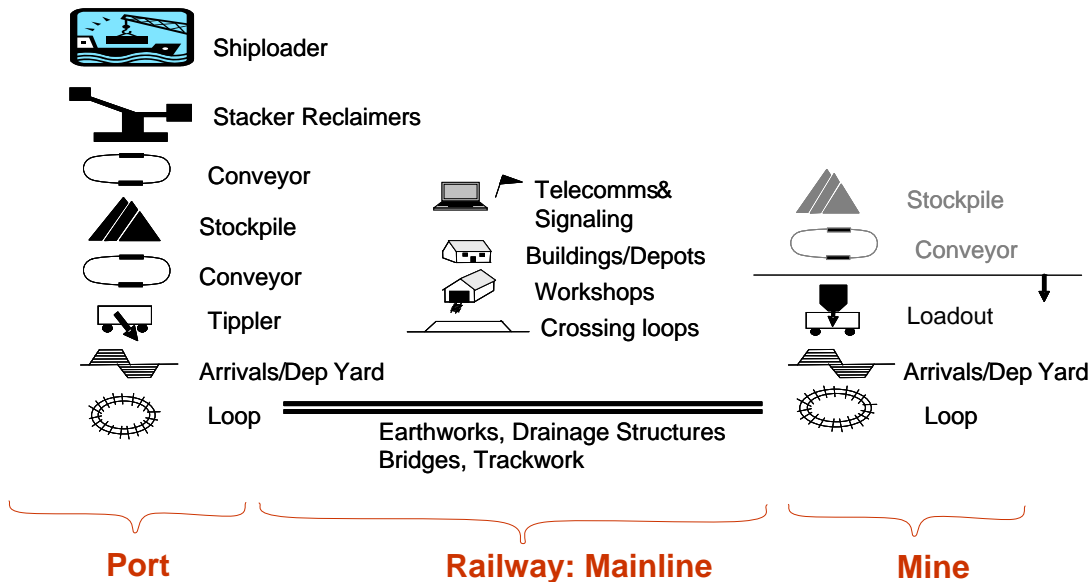 Shiploader
Stacker Reclaimers
Conveyor
Stockpile
Conveyor
Tippler
Arrivals/Dep Yard
Loop
Telecomms&
Signaling
Buildings/Depots
Workshops
Crossing loops
Earthworks, Drainage Structures
Bridges, Trackwork
Stockpile
Conveyor
Loadout
Arrivals/Dep Yard
Loop
Port
Railway: Mainline
Mine